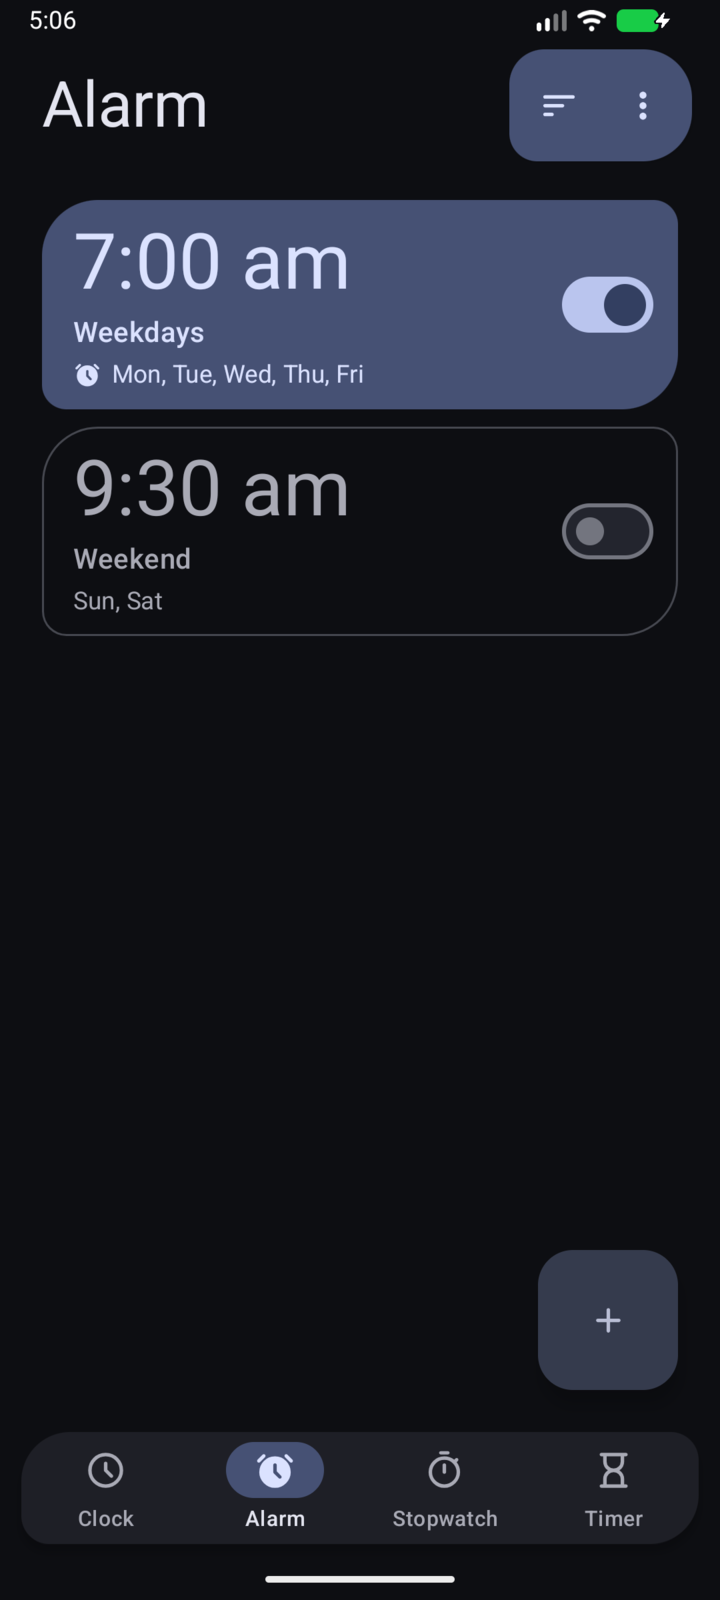 5:06
Alarm
7:00 am
Weekdays
Mon, Tue, Wed, Thu, Fri
9:30 am
Weekend
Sun, Sat
Clock
Alarm
Stopwatch
Timer